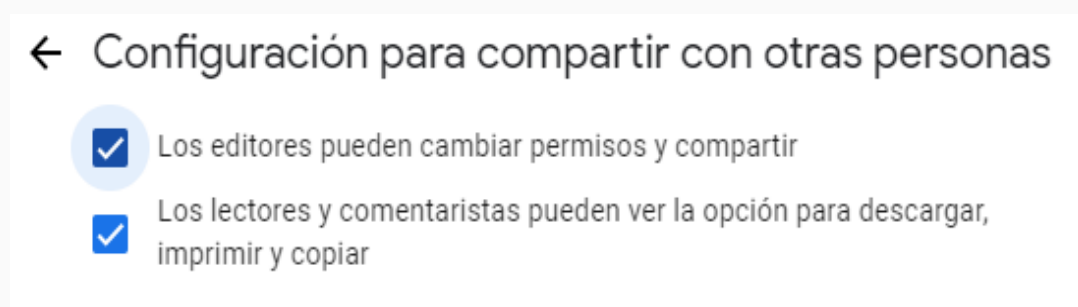 Configuración para compartir con otras personas
Los editores pueden cambiar permisos y compartir
Los lectores y comentaristas pueden ver la opción para descargar,
imprimir y copiar